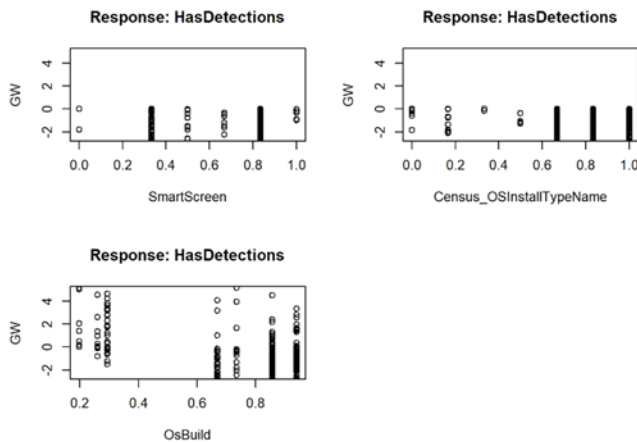 Response: HasDetections
GW
4
2
0
-2
0.0 0.2 0.4 0.6 0.8 1.0
SmartScreen
Response: HasDetections
GW
4
2
0
-2
0.0 0.2 0.4 0.6 0.8 1.0
Census_OSInstallTypeName
Response: HasDetections
GW
4
2
0
-2
0.2 0.4 0.6 0.8
OsBuild